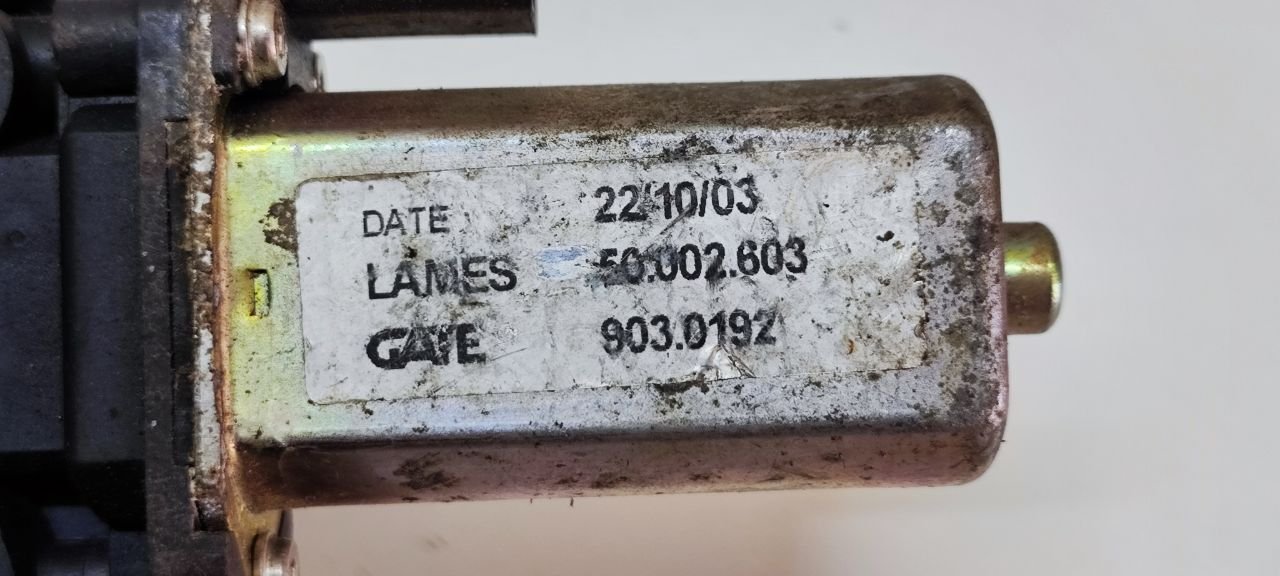 DATE 22/10/03
LAMES 50.002.603
GATE 903.0192